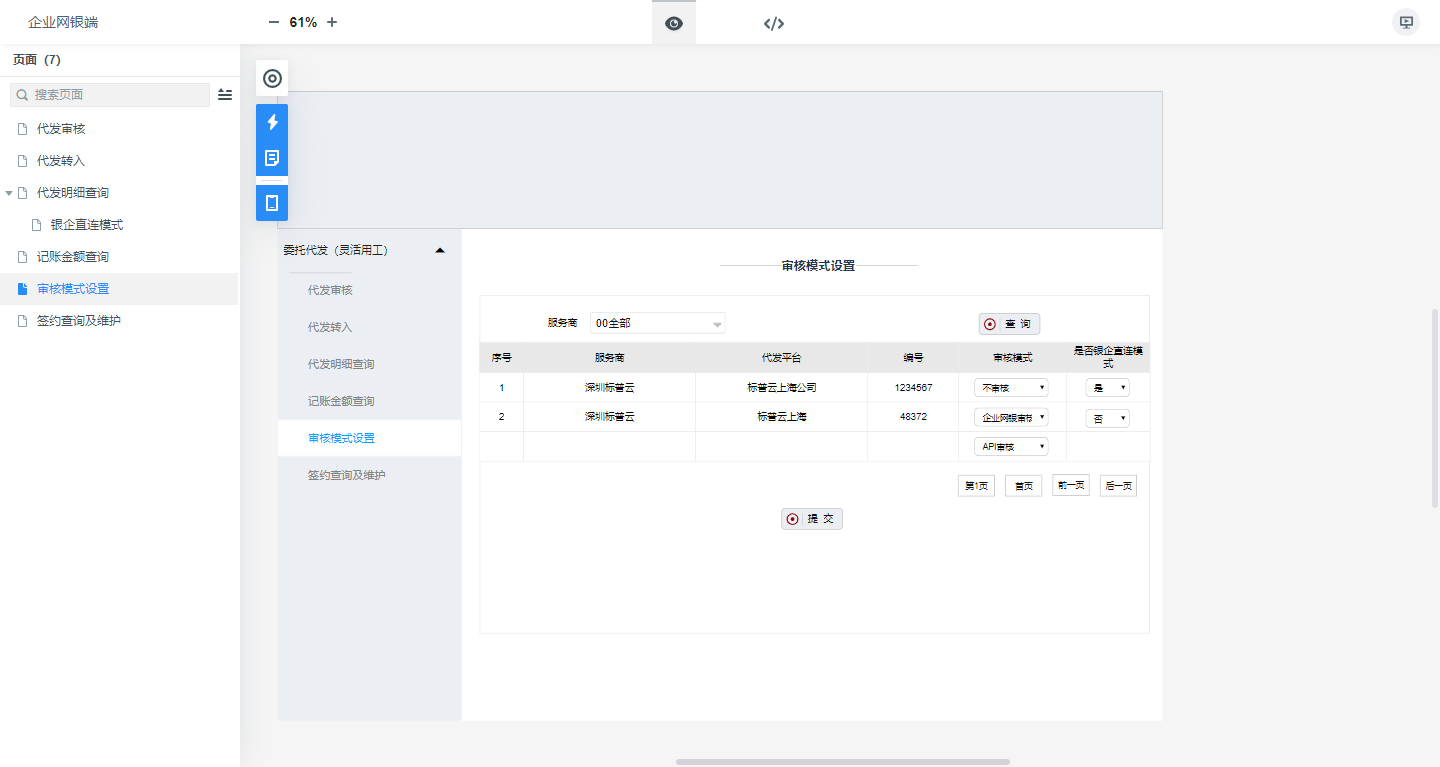 企业网银端
61%
页面 (7)
搜索页面
代发审核
代发转入
代发明细查询
银企直连模式
记账金额查询
审核模式设置
签约查询及维护
委托代发（灵活用工）
代发审核
代发转入
代发明细查询
记账金额查询
审核模式设置
签约查询及维护
审核模式设置
服务商 00全部 查 询
序号 服务商 代发平台 编号 审核模式 是否银企直连模式
1 深圳标普云 标普云上海公司 1234567 不审核 是
2 深圳标普云 标普云上海 48372 企业网银审核 否
API审核
第1页 首页 前一页 后一页
提 交